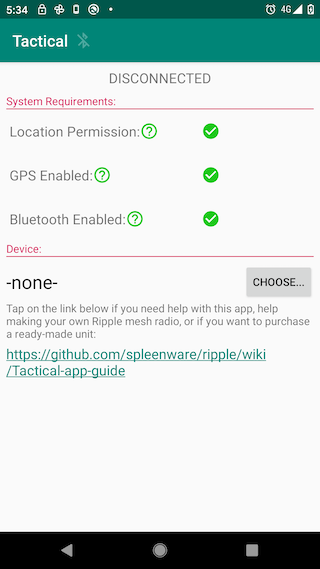 5:34
4G
Tactical
DISCONNECTED
System Requirements:
Location Permission:?
GPS Enabled:?
Bluetooth Enabled:?
Device:
-none-
CHOOSE...
Tap on the link below if you need help with this app, help
making your own Ripple mesh radio, or if you want to purchase
a ready-made unit:
https://github.com/spleenware/ripple/wiki
/Tactical-app-guide